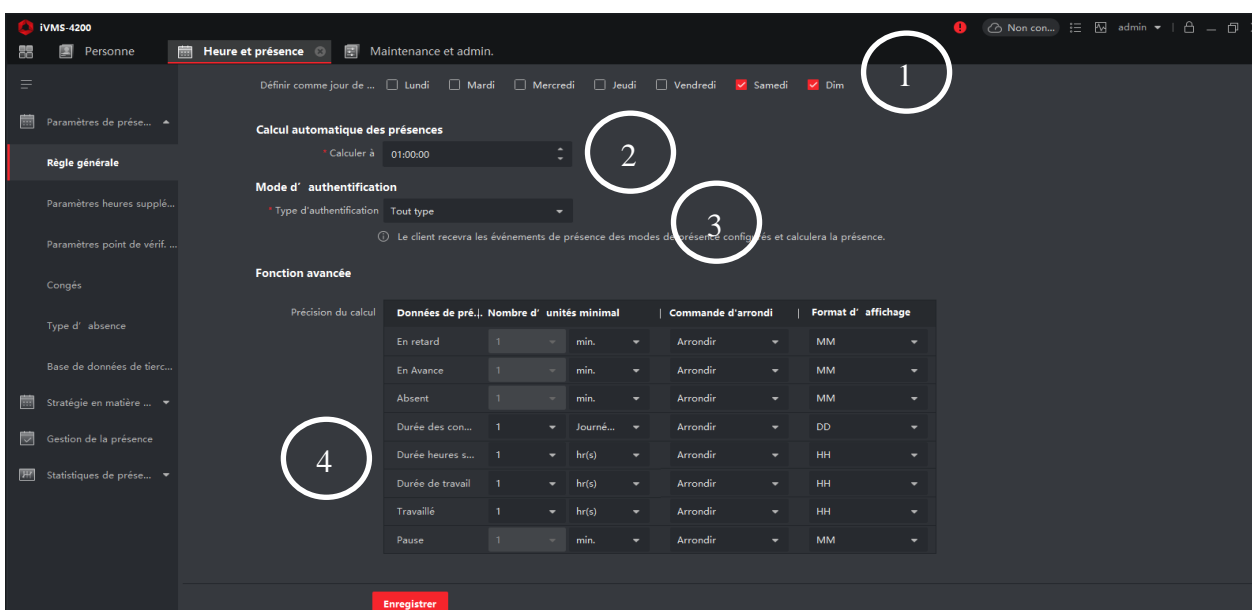 iVMS-4200
Non con... admin
Personne Heure et présence Maintenance et admin.
Définir comme jour de ... Lundi Mardi Mercredi Jeudi Vendredi Samedi Dim
1
Paramètres de prése...
Calcul automatique des présences
* Calculer à 01:00:00
2
Règle générale
Mode d' authentification
Paramètres heures supplé...
* Type d'authentification Tout type
3
Le client recevra les événements de présence des modes de présence configurés et calculera la présence.
Paramètres point de vérif. ...
Fonction avancée
Congés
Type d' absence
Base de données de tierc...
Stratégie en matière ...
Gestion de la présence
Statistiques de prése...
Précision du calcul
Données de pré... Nombre d' unités minimal Commande d'arrondi Format d' affichage
En retard 1 min. Arrondir MM
En Avance 1 min. Arrondir MM
Absent 1 min. Arrondir MM
Durée des con... 1 Journé... Arrondir DD
Durée heures s... 1 hr(s) Arrondir HH
4
Durée de travail 1 hr(s) Arrondir HH
Travaillé 1 hr(s) Arrondir HH
Pause 1 min. Arrondir MM
Enregistrer